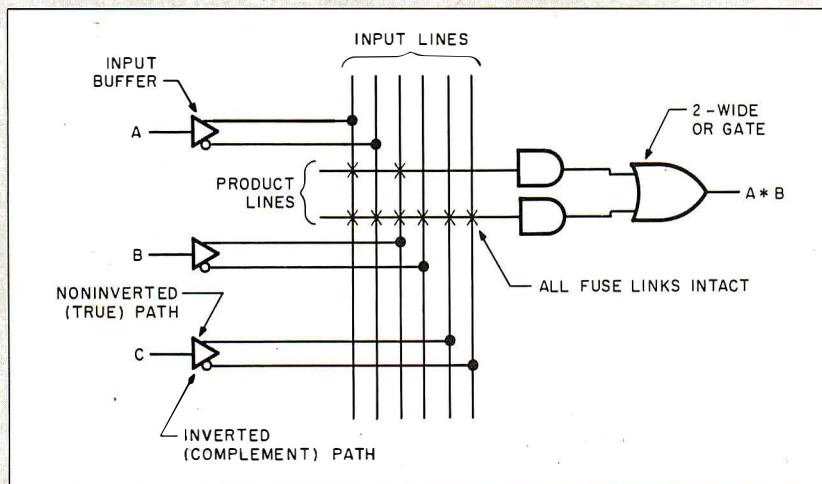 INPUT LINES
INPUT
BUFFER
A
2-WIDE
OR GATE
PRODUCT
LINES
A * B
B
ALL FUSE LINKS INTACT
NONINVERTED
(TRUE) PATH
C
INVERTED
(COMPLEMENT) PATH